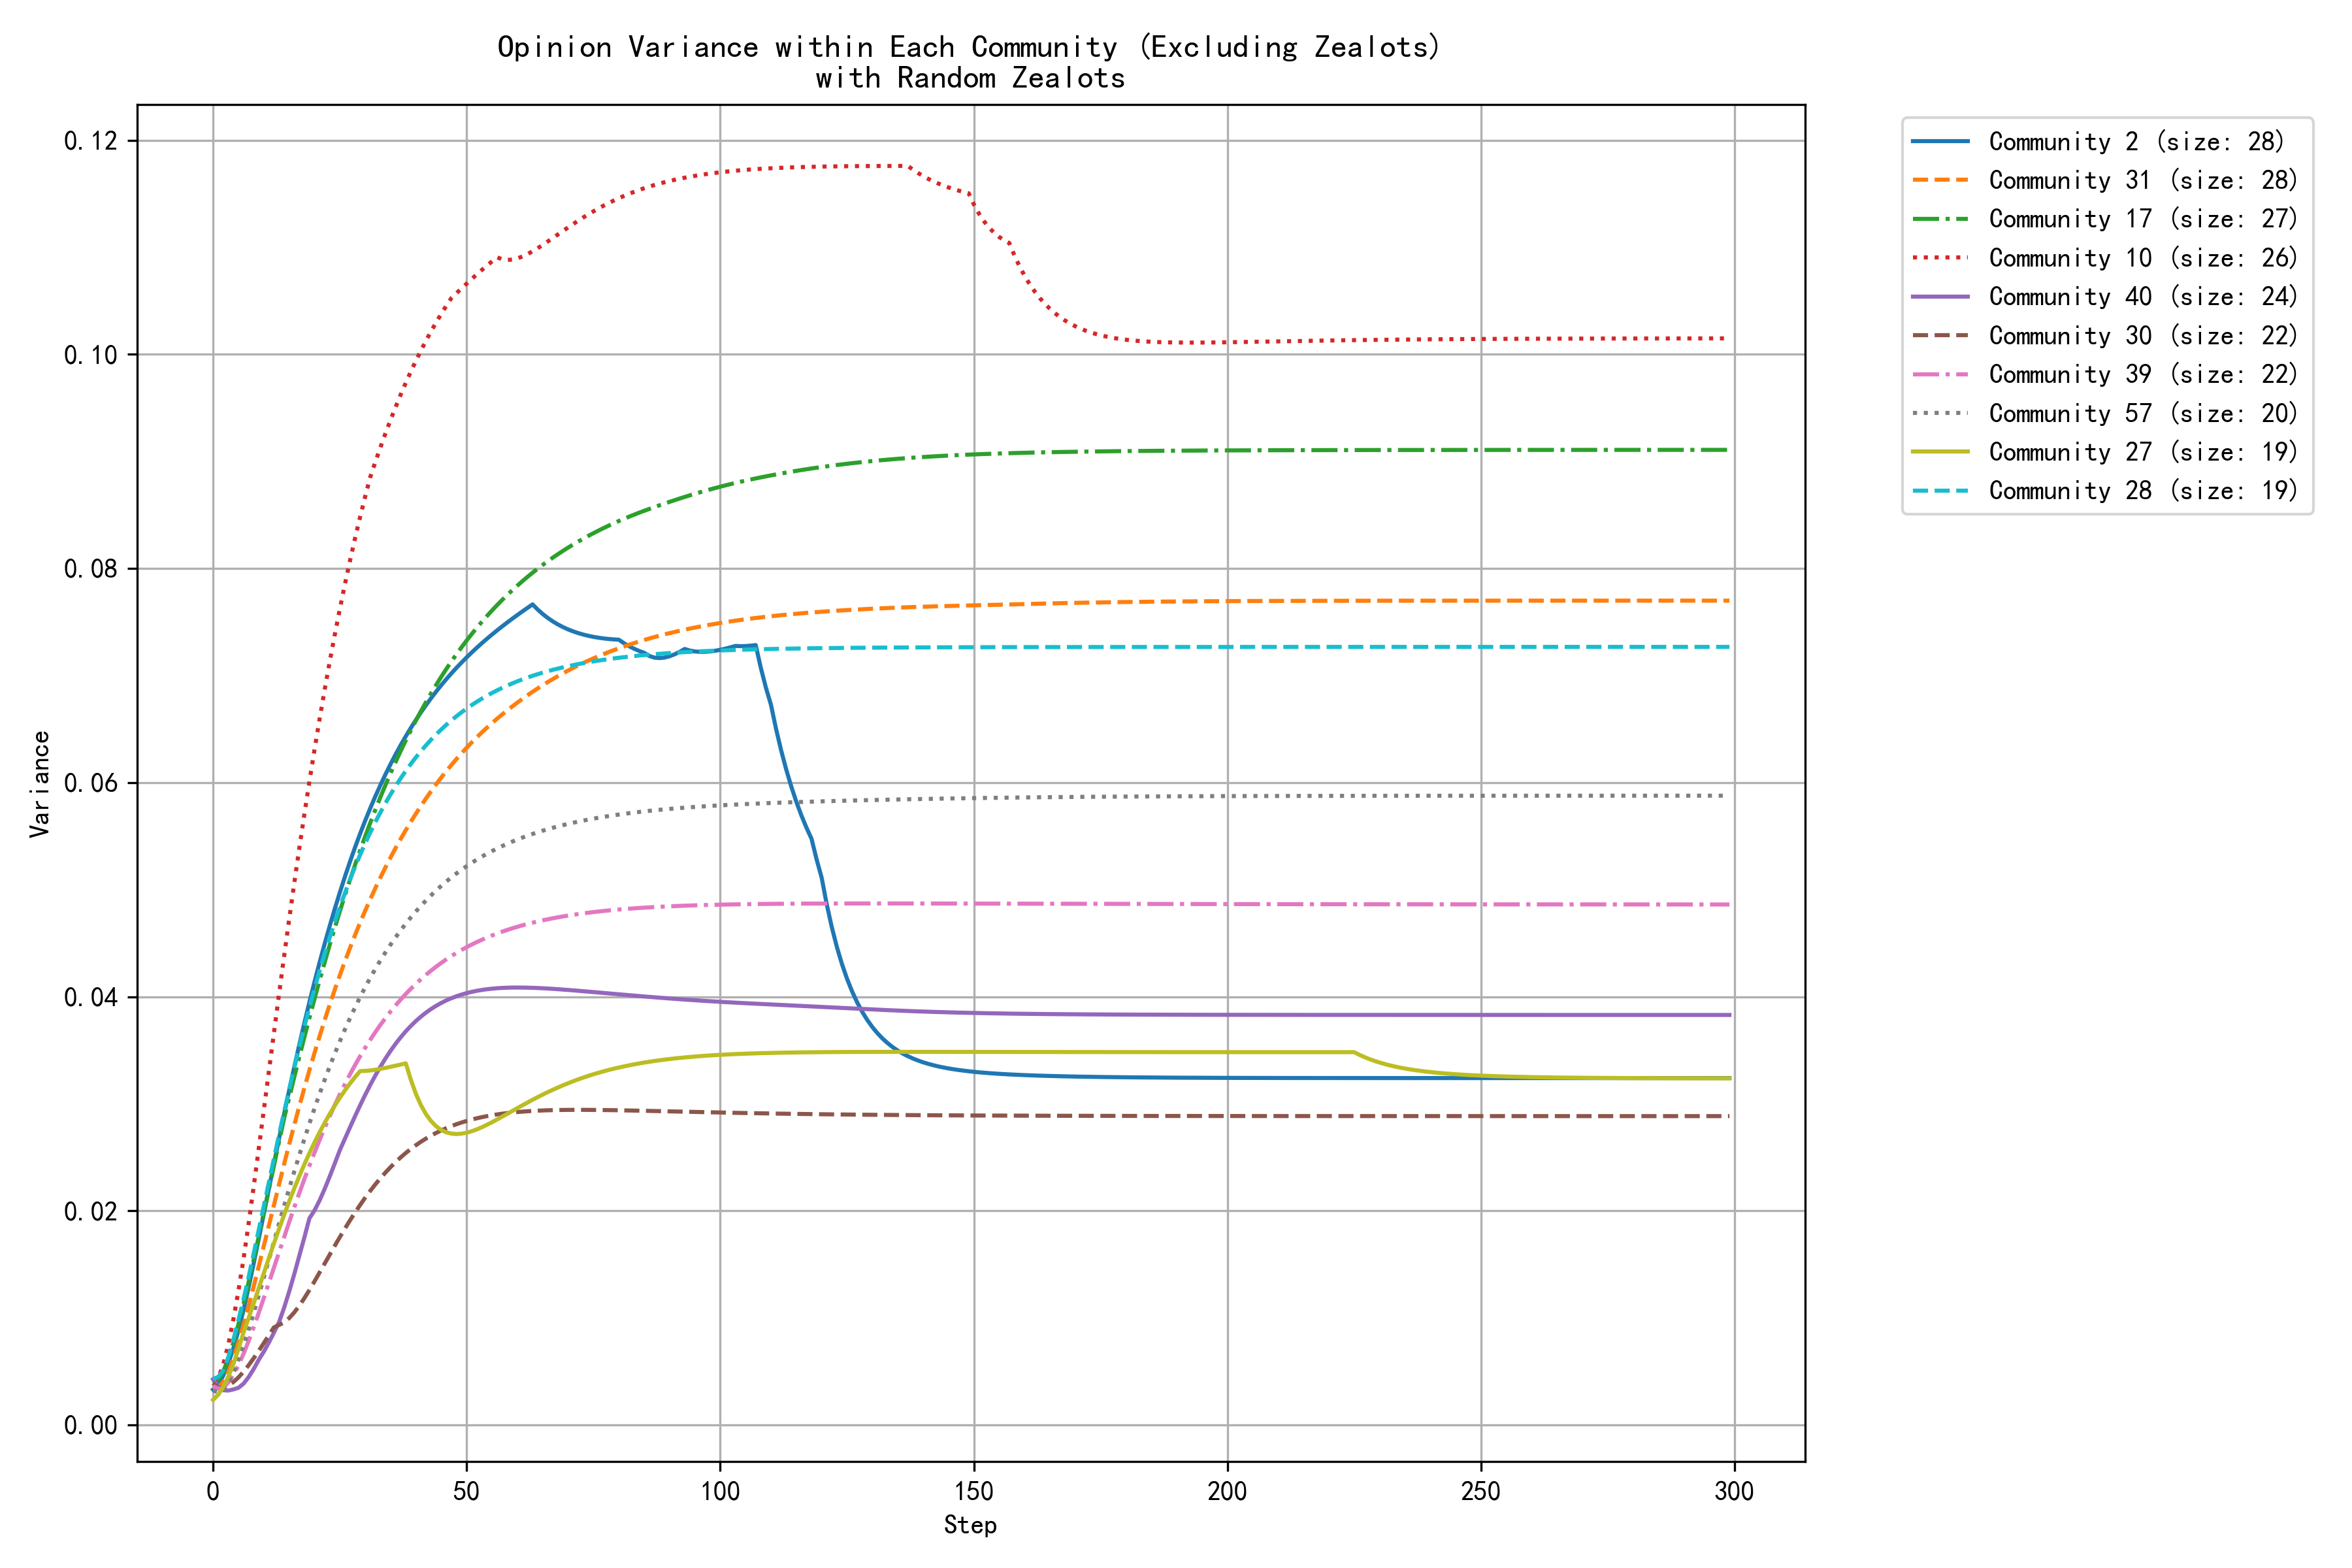 Opinion Variance within Each Community (Excluding Zealots)
with Random Zealots
Variance
0.12
0.10
0.08
0.06
0.04
0.02
0.00
0 50 100 150 200 250 300
Step
Community 2 (size: 28)
Community 31 (size: 28)
Community 17 (size: 27)
Community 10 (size: 26)
Community 40 (size: 24)
Community 30 (size: 22)
Community 39 (size: 22)
Community 57 (size: 20)
Community 27 (size: 19)
Community 28 (size: 19)